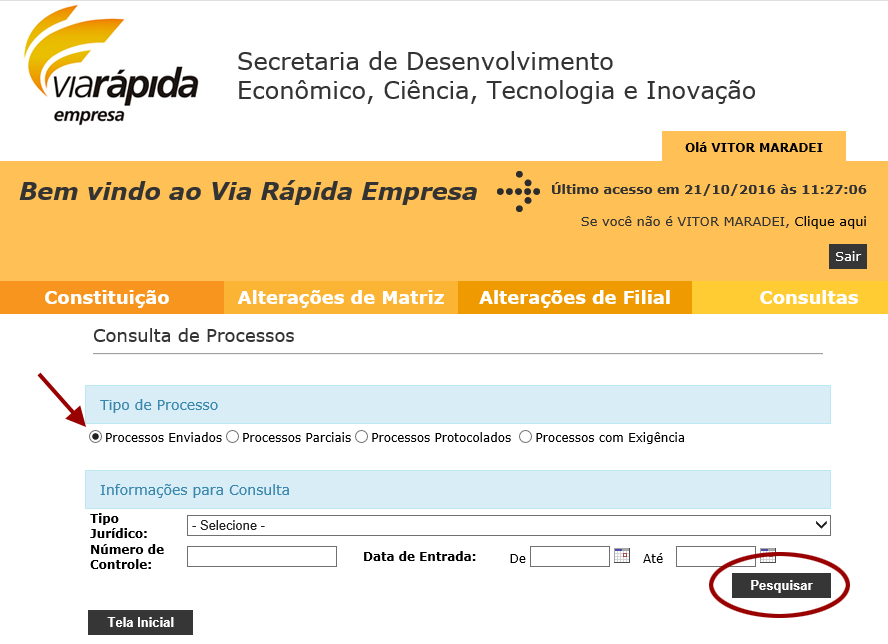 viarápida
empresa
Secretaria de Desenvolvimento
Econômico, Ciência, Tecnologia e Inovação
Olá VITOR MARADEI
Bem vindo ao Via Rápida Empresa
Último acesso em 21/10/2016 às 11:27:06
Se você não é VITOR MARADEI, Clique aqui
Sair
Constituição Alterações de Matriz Alterações de Filial Consultas
Consulta de Processos
Tipo de Processo
Processos Enviados Processos Parciais Processos Protocolados Processos com Exigência
Informações para Consulta
Tipo
Jurídico:
- Selecione -
Número de
Controle:
Data de Entrada: De Até
Pesquisar
Tela Inicial